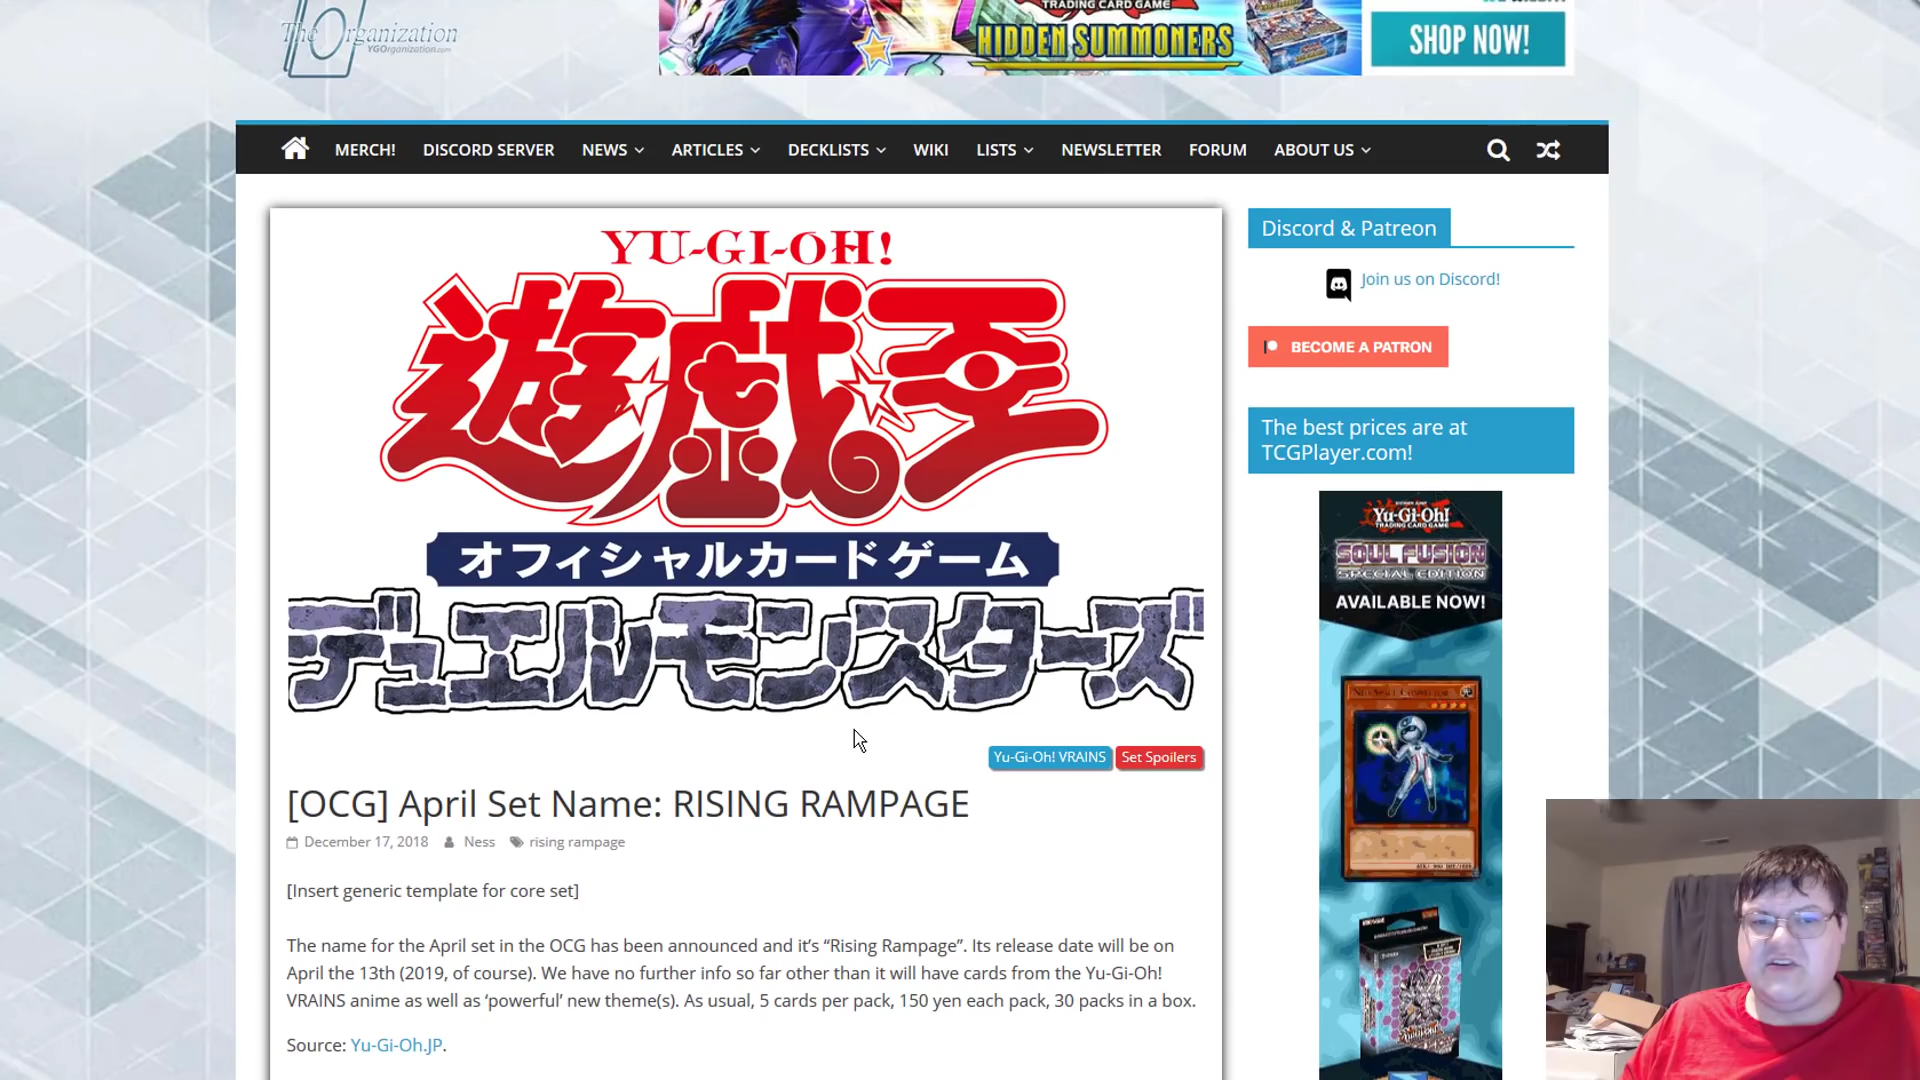 The Organization
YGOrganization.com
TRADING CARD GAME
HIDDEN SUMMONERS
SHOP NOW!
MERCH!
DISCORD SERVER
NEWS
ARTICLES
DECKLISTS
WIKI
LISTS
NEWSLETTER
FORUM
ABOUT US
YU-GI-OH!
遊戯王
オフィシャルカードゲーム
デュエルモンスターズ
Yu-Gi-Oh! VRAINS
Set Spoilers
[OCG] April Set Name: RISING RAMPAGE
December 17, 2018
Ness
rising rampage
[Insert generic template for core set]
The name for the April set in the OCG has been announced and it's “Rising Rampage”. Its release date will be on
April the 13th (2019, of course). We have no further info so far other than it will have cards from the Yu-Gi-Oh!
VRAINS anime as well as ‘powerful’ new theme(s). As usual, 5 cards per pack, 150 yen each pack, 30 packs in a box.
Source: Yu-Gi-Oh.JP.
Discord & Patreon
Join us on Discord!
BECOME A PATRON
The best prices are at
TCGPlayer.com!
Yu-Gi-Oh!
TRADING CARD GAME
SOUL FUSION
SPECIAL EDITION
AVAILABLE NOW!